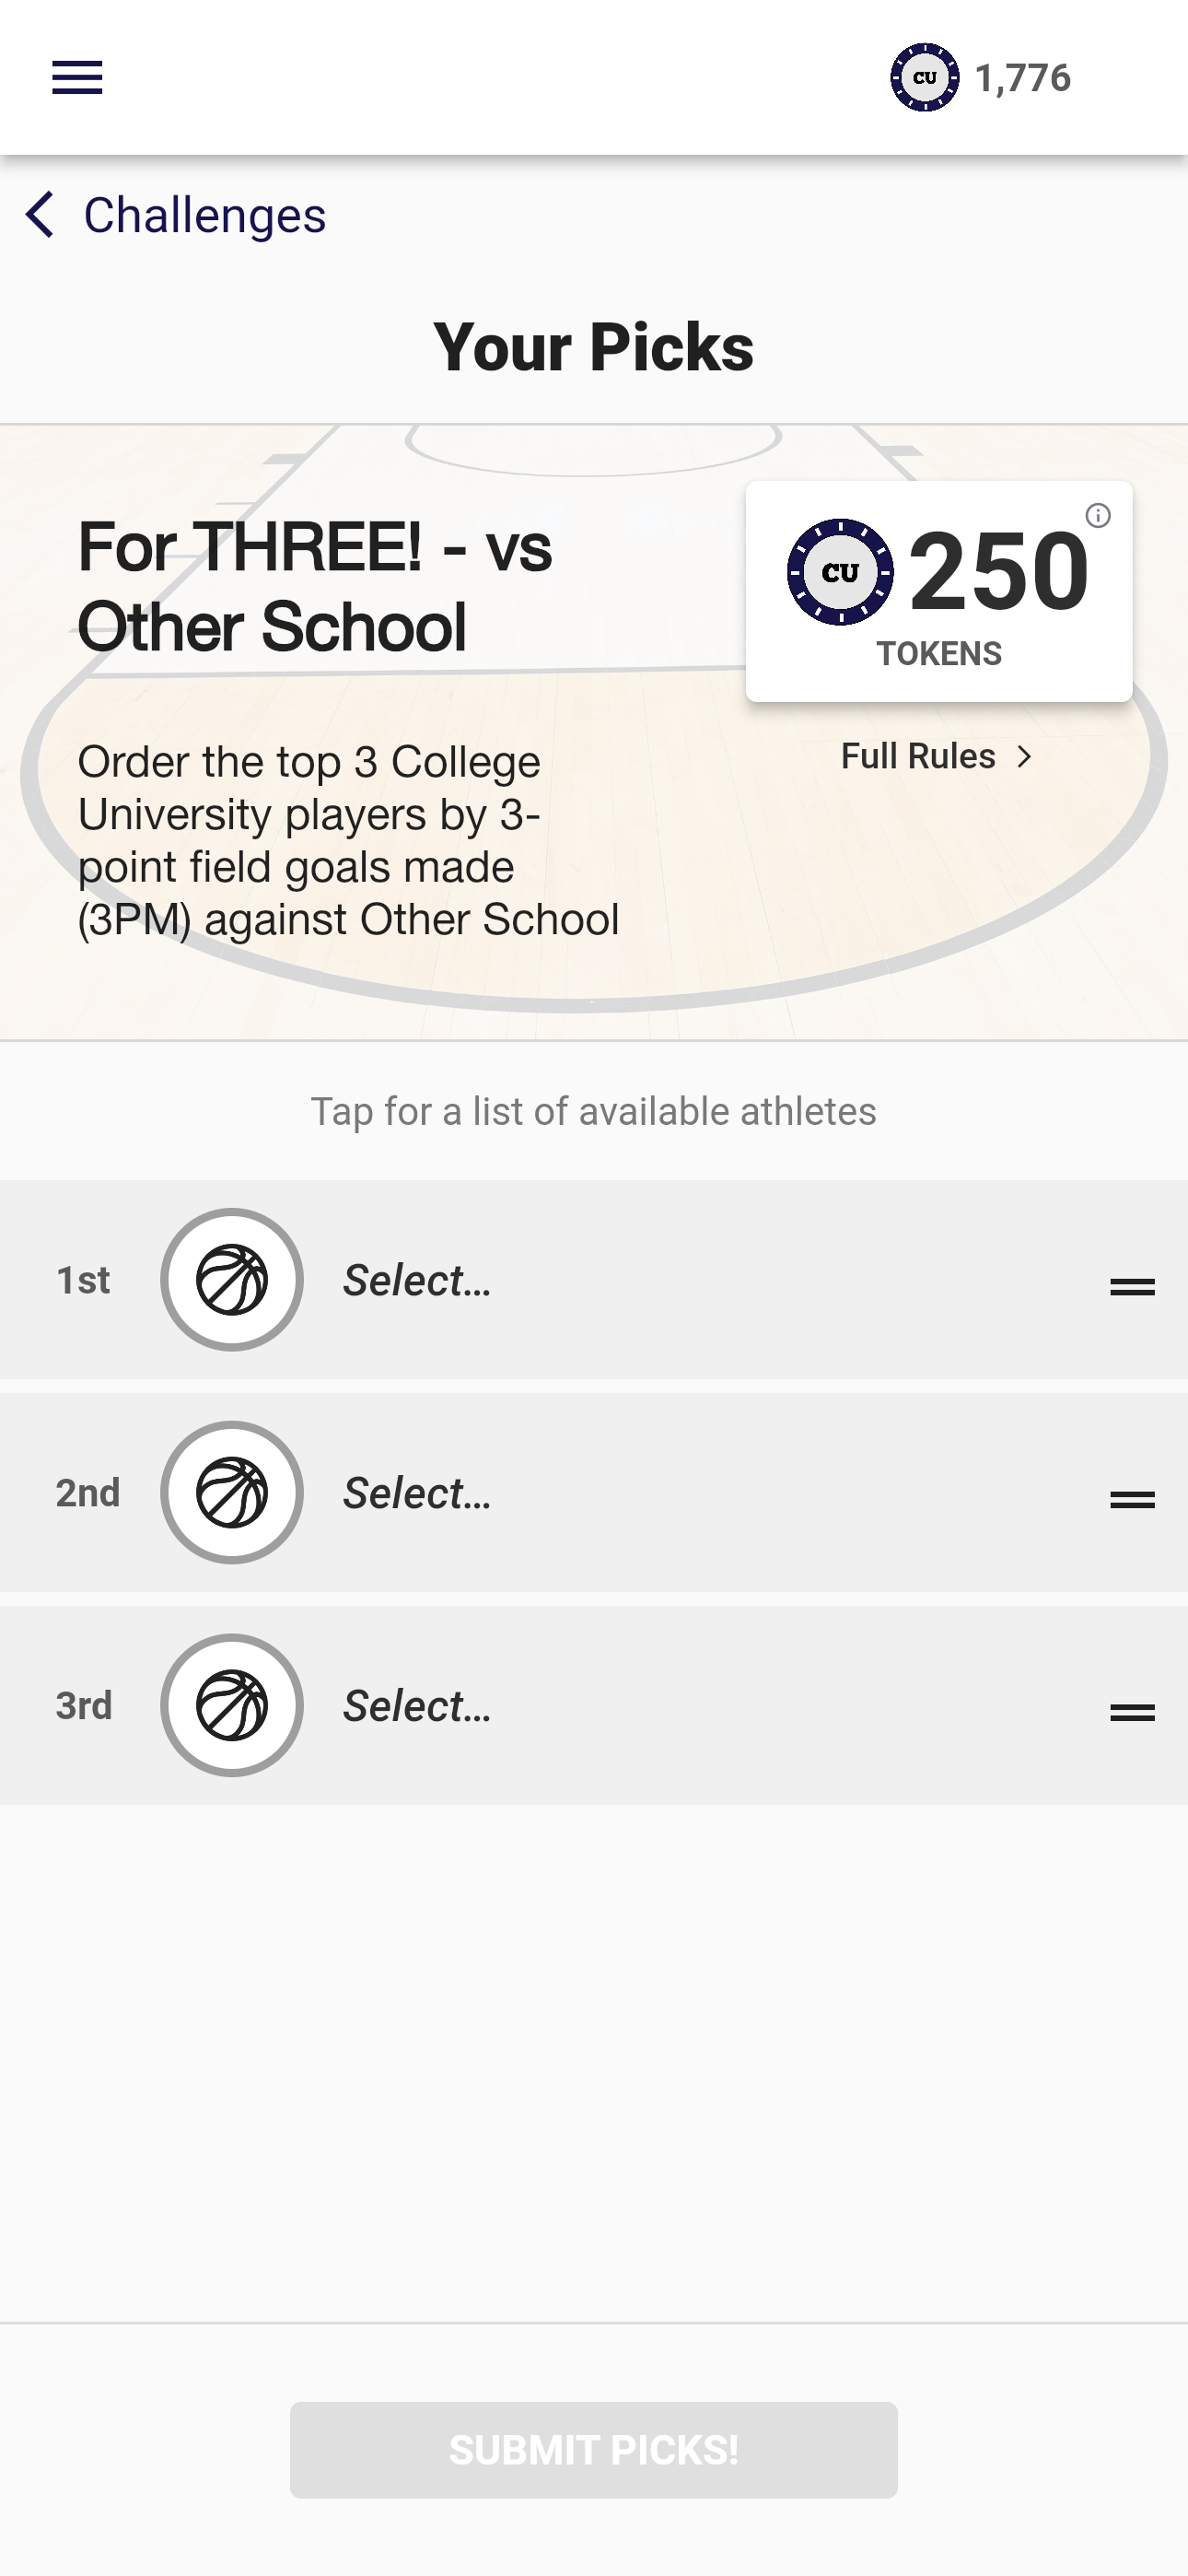 CU 1,776
Challenges
Your Picks
For THREE! - vs
Other School
CU 250
TOKENS
Full Rules
Order the top 3 College
University players by 3-
point field goals made
(3PM) against Other School
Tap for a list of available athletes
1st Select...
2nd Select...
3rd Select...
SUBMIT PICKS!